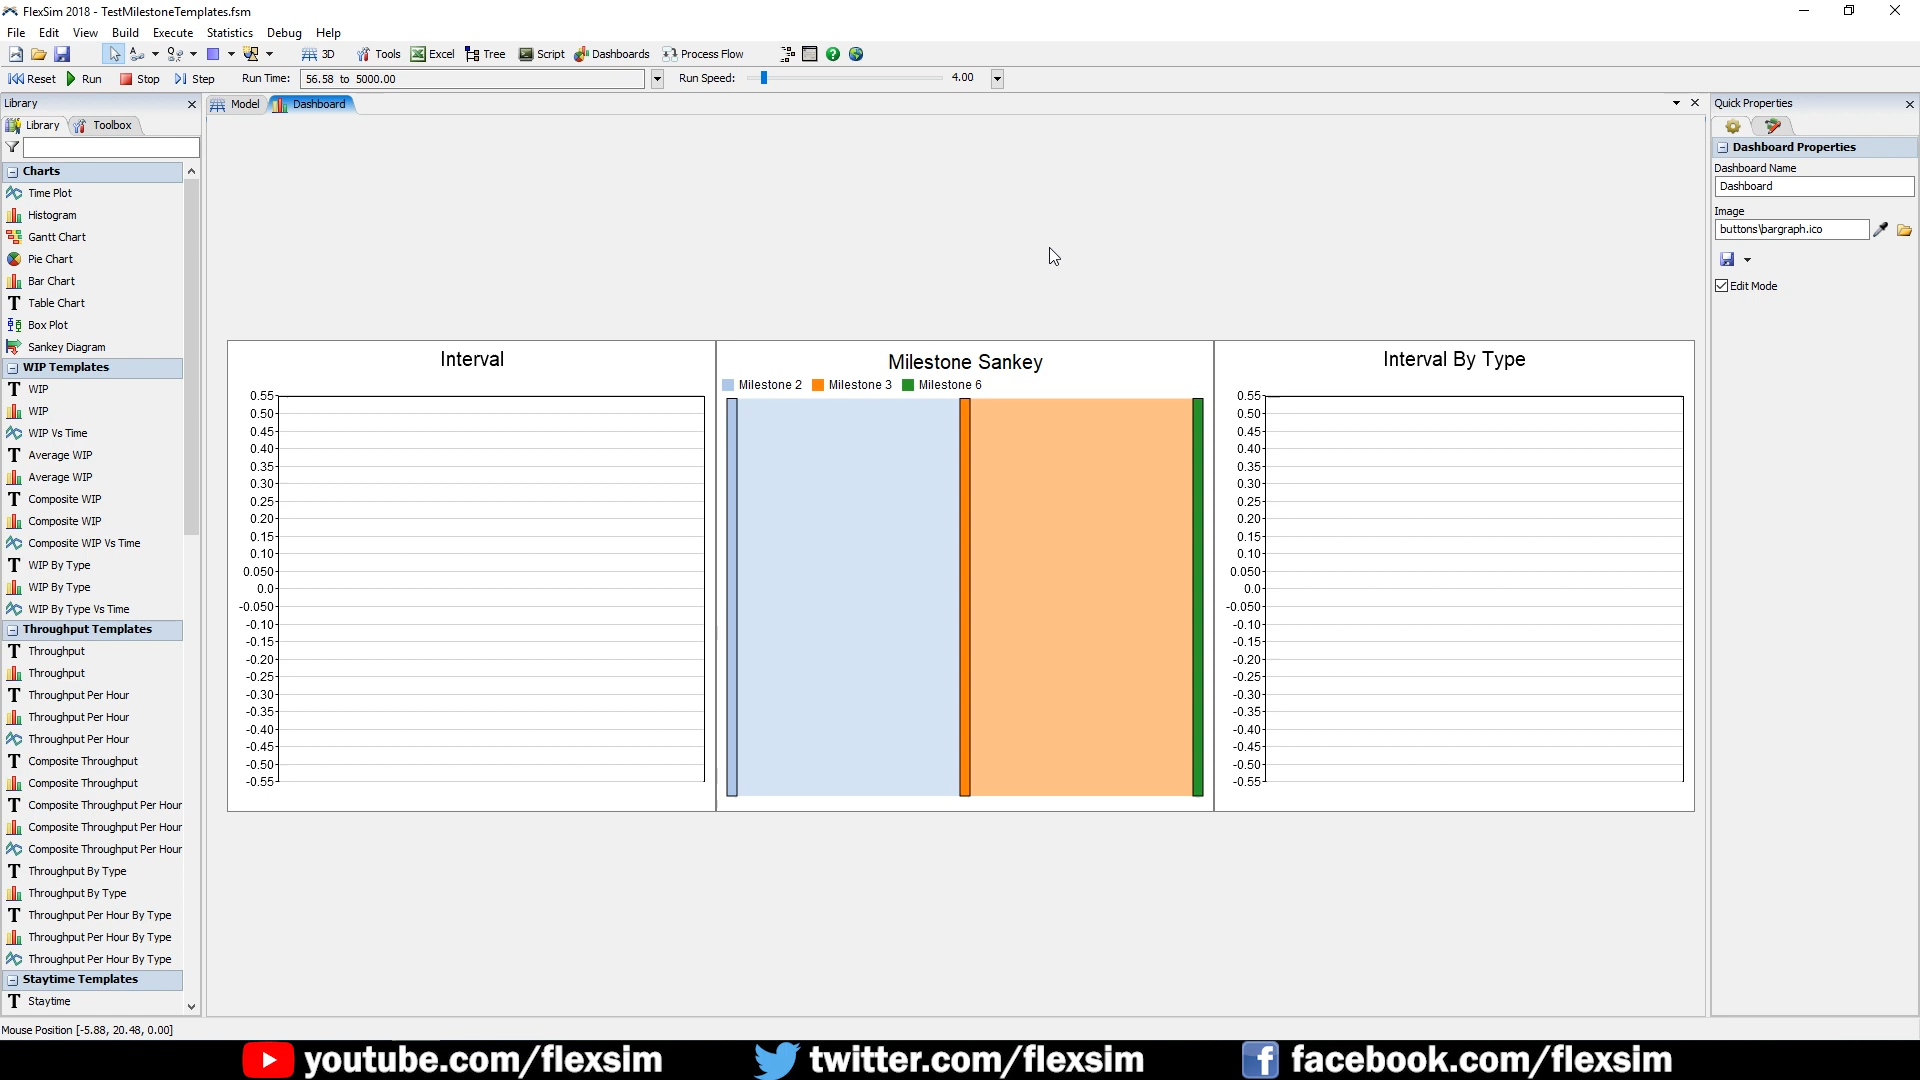 FlexSim 2018 - TestMilestoneTemplates.fsm
File Edit View Build Execute Statistics Debug Help
3D Tools Excel Tree Script Dashboards Process Flow
Reset Run Stop Step Run Time: 56.58 to 5000.00 Run Speed: 4.00
Library
Model Dashboard
Quick Properties
Library Toolbox
Dashboard Properties
Dashboard Name
Dashboard
Image
buttons\bargraph.ico
Edit Mode
Charts
Time Plot
Histogram
Gantt Chart
Pie Chart
Bar Chart
Table Chart
Box Plot
Sankey Diagram
WIP Templates
WIP
WIP
WIP Vs Time
Average WIP
Average WIP
Composite WIP
Composite WIP
Composite WIP Vs Time
WIP By Type
WIP By Type
WIP By Type Vs Time
Throughput Templates
Throughput
Throughput
Throughput Per Hour
Throughput Per Hour
Throughput Per Hour
Composite Throughput
Composite Throughput
Composite Throughput Per Hour
Composite Throughput Per Hour
Composite Throughput Per Hour
Throughput By Type
Throughput By Type
Throughput Per Hour By Type
Throughput Per Hour By Type
Throughput Per Hour By Type
Staytime Templates
Staytime
Interval
0.55
0.50
0.45
0.40
0.35
0.30
0.25
0.20
0.15
0.10
0.050
0.0
-0.050
-0.10
-0.15
-0.20
-0.25
-0.30
-0.35
-0.40
-0.45
-0.50
-0.55
Milestone Sankey
Milestone 2 Milestone 3 Milestone 6
Interval By Type
0.55
0.50
0.45
0.40
0.35
0.30
0.25
0.20
0.15
0.10
0.050
0.0
-0.050
-0.10
-0.15
-0.20
-0.25
-0.30
-0.35
-0.40
-0.45
-0.50
-0.55
Mouse Position [-5.88, 20.48, 0.00]
youtube.com/flexsim twitter.com/flexsim facebook.com/flexsim